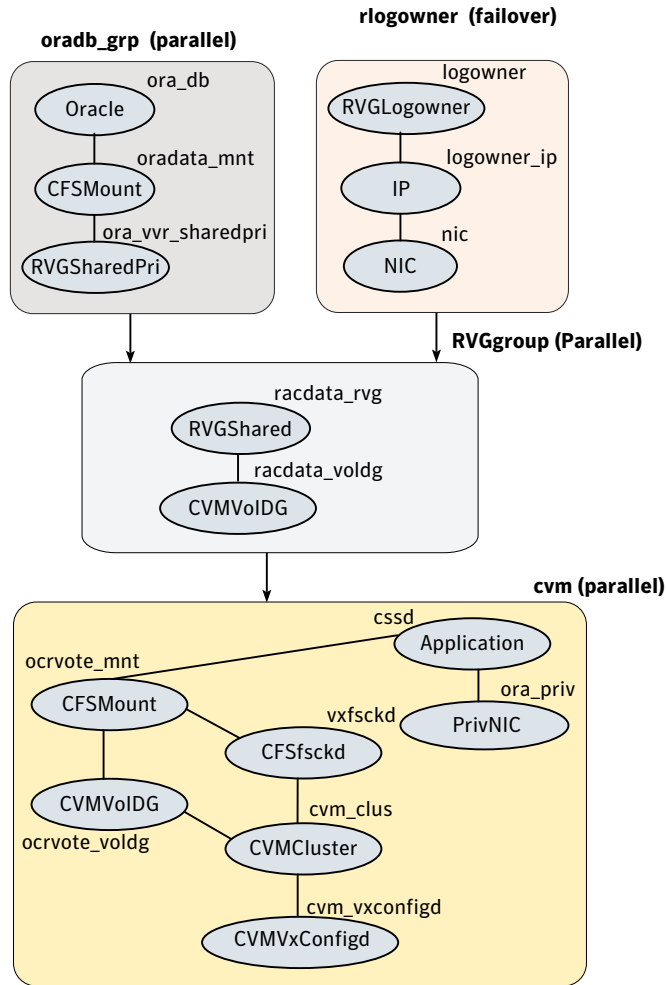 rlogowner (failover)
oradb_grp (parallel)
ora_db
Oracle
oradata_mnt
CFSMount
ora_vvr_sharedpri
RVGSharedPri
logowner
RVGLogowner
logowner_ip
IP
nic
NIC
RVGgroup (Parallel)
racdata_rvg
RVGShared
racdata_voldg
CVMVolDG
cvm (parallel)
cssd
Application
ocrvote_mnt
CFSMount
ora_priv
PrivNIC
vxfsckd
CFSfsckd
CVMVolDG
ocrvote_voldg
cvm_clus
CVMCluster
cvm_vxconfigd
CVMVxConfigd